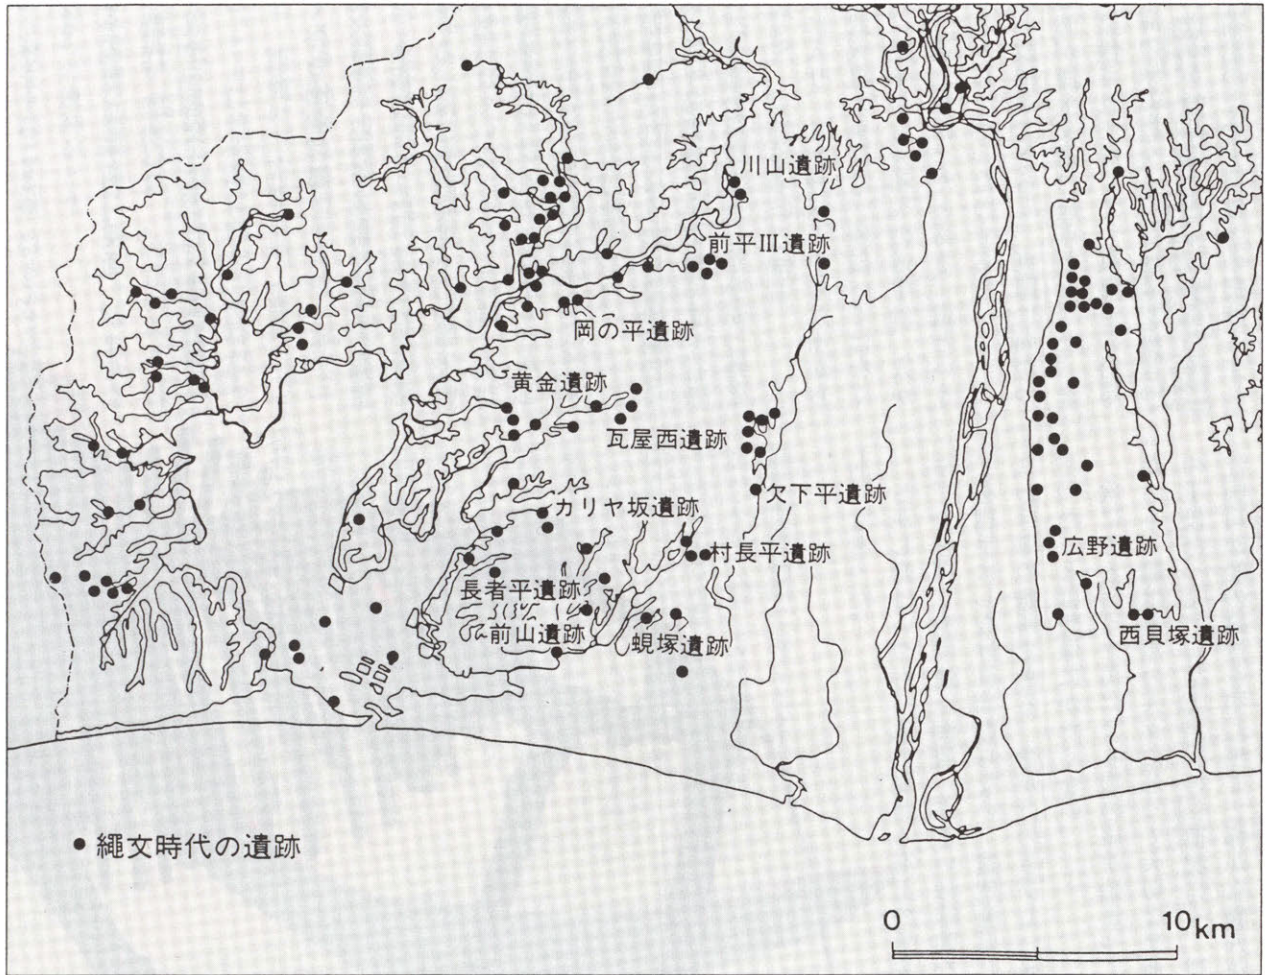 川山遺跡
前平III遺跡
岡の平遺跡
黄金遺跡
瓦屋西遺跡
欠下平遺跡
カリヤ坂遺跡
村長平遺跡
広野遺跡
長者平遺跡
前山遺跡
蜆塚遺跡
西貝塚遺跡
●縄文時代の遺跡
0 10km